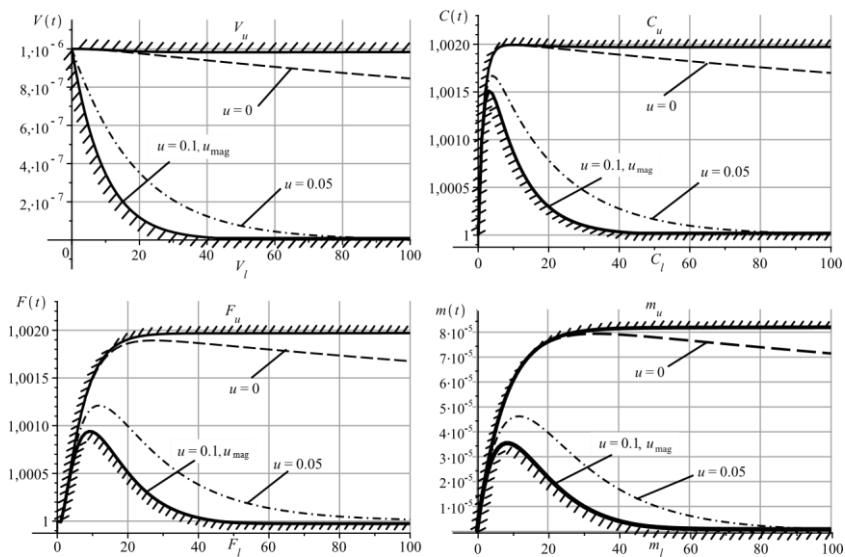 V(t)
V_u
1,·10⁻⁶
8,·10⁻⁷
6,·10⁻⁷
4,·10⁻⁷
2,·10⁻⁷
u = 0
u = 0.1, u_mag
u = 0.05
0 20 40 60 80 100
V_l
C(t)
C_u
1,0020
1,0015
1,0010
1,0005
1
u = 0
u = 0.1, u_mag
u = 0.05
0 20 40 60 80 100
C_l
F(t)
F_u
1,0020
1,0015
1,0010
1,0005
1
u = 0
u = 0.1, u_mag
u = 0.05
0 20 40 60 80 100
F_l
m(t)
m_u
8·10⁻⁵
7·10⁻⁵
6·10⁻⁵
5·10⁻⁵
4·10⁻⁵
3·10⁻⁵
2·10⁻⁵
1·10⁻⁵
u = 0
u = 0.1, u_mag
u = 0.05
0 20 40 60 80 100
m_l